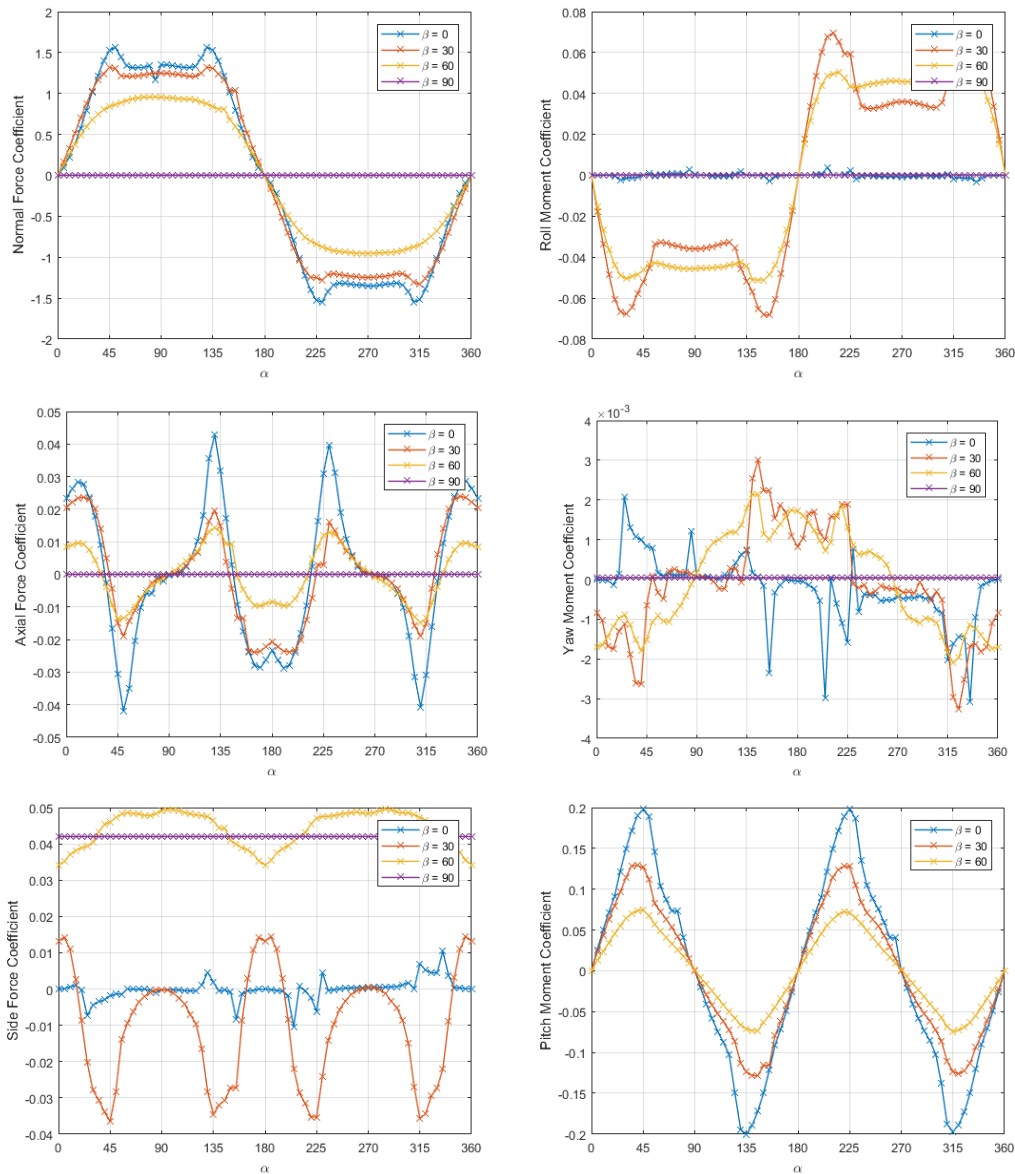 Normal Force Coefficient
2
1.5
1
0.5
0
-0.5
-1
-1.5
-2
0 45 90 135 180 225 270 315 360
α
β = 0
β = 30
β = 60
β = 90
Roll Moment Coefficient
0.08
0.06
0.04
0.02
0
-0.02
-0.04
-0.06
-0.08
0 45 90 135 180 225 270 315 360
α
β = 0
β = 30
β = 60
β = 90
Axial Force Coefficient
0.05
0.04
0.03
0.02
0.01
0
-0.01
-0.02
-0.03
-0.04
-0.05
0 45 90 135 180 225 270 315 360
α
β = 0
β = 30
β = 60
β = 90
Yaw Moment Coefficient
× 10⁻³
4
3
2
1
0
-1
-2
-3
-4
0 45 90 135 180 225 270 315 360
α
β = 0
β = 30
β = 60
β = 90
Side Force Coefficient
0.05
0.04
0.03
0.02
0.01
0
-0.01
-0.02
-0.03
-0.04
0 45 90 135 180 225 270 315 360
α
β = 0
β = 30
β = 60
β = 90
Pitch Moment Coefficient
0.2
0.15
0.1
0.05
0
-0.05
-0.1
-0.15
-0.2
0 45 90 135 180 225 270 315 360
α
β = 0
β = 30
β = 60